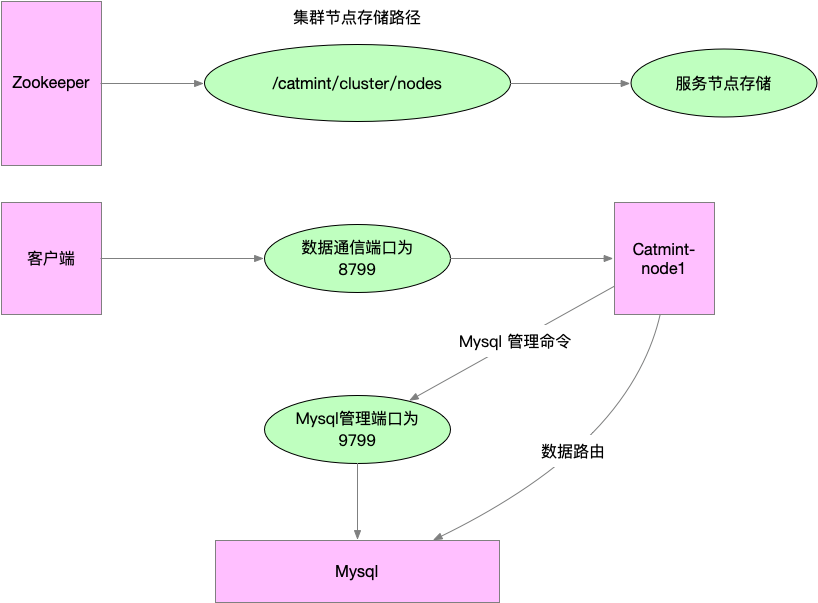 集群节点存储路径
Zookeeper
/catmint/cluster/nodes
服务节点存储
客户端
数据通信端口为
8799
Catmint-
node1
Mysql 管理命令
Mysql管理端口为
9799
数据路由
Mysql